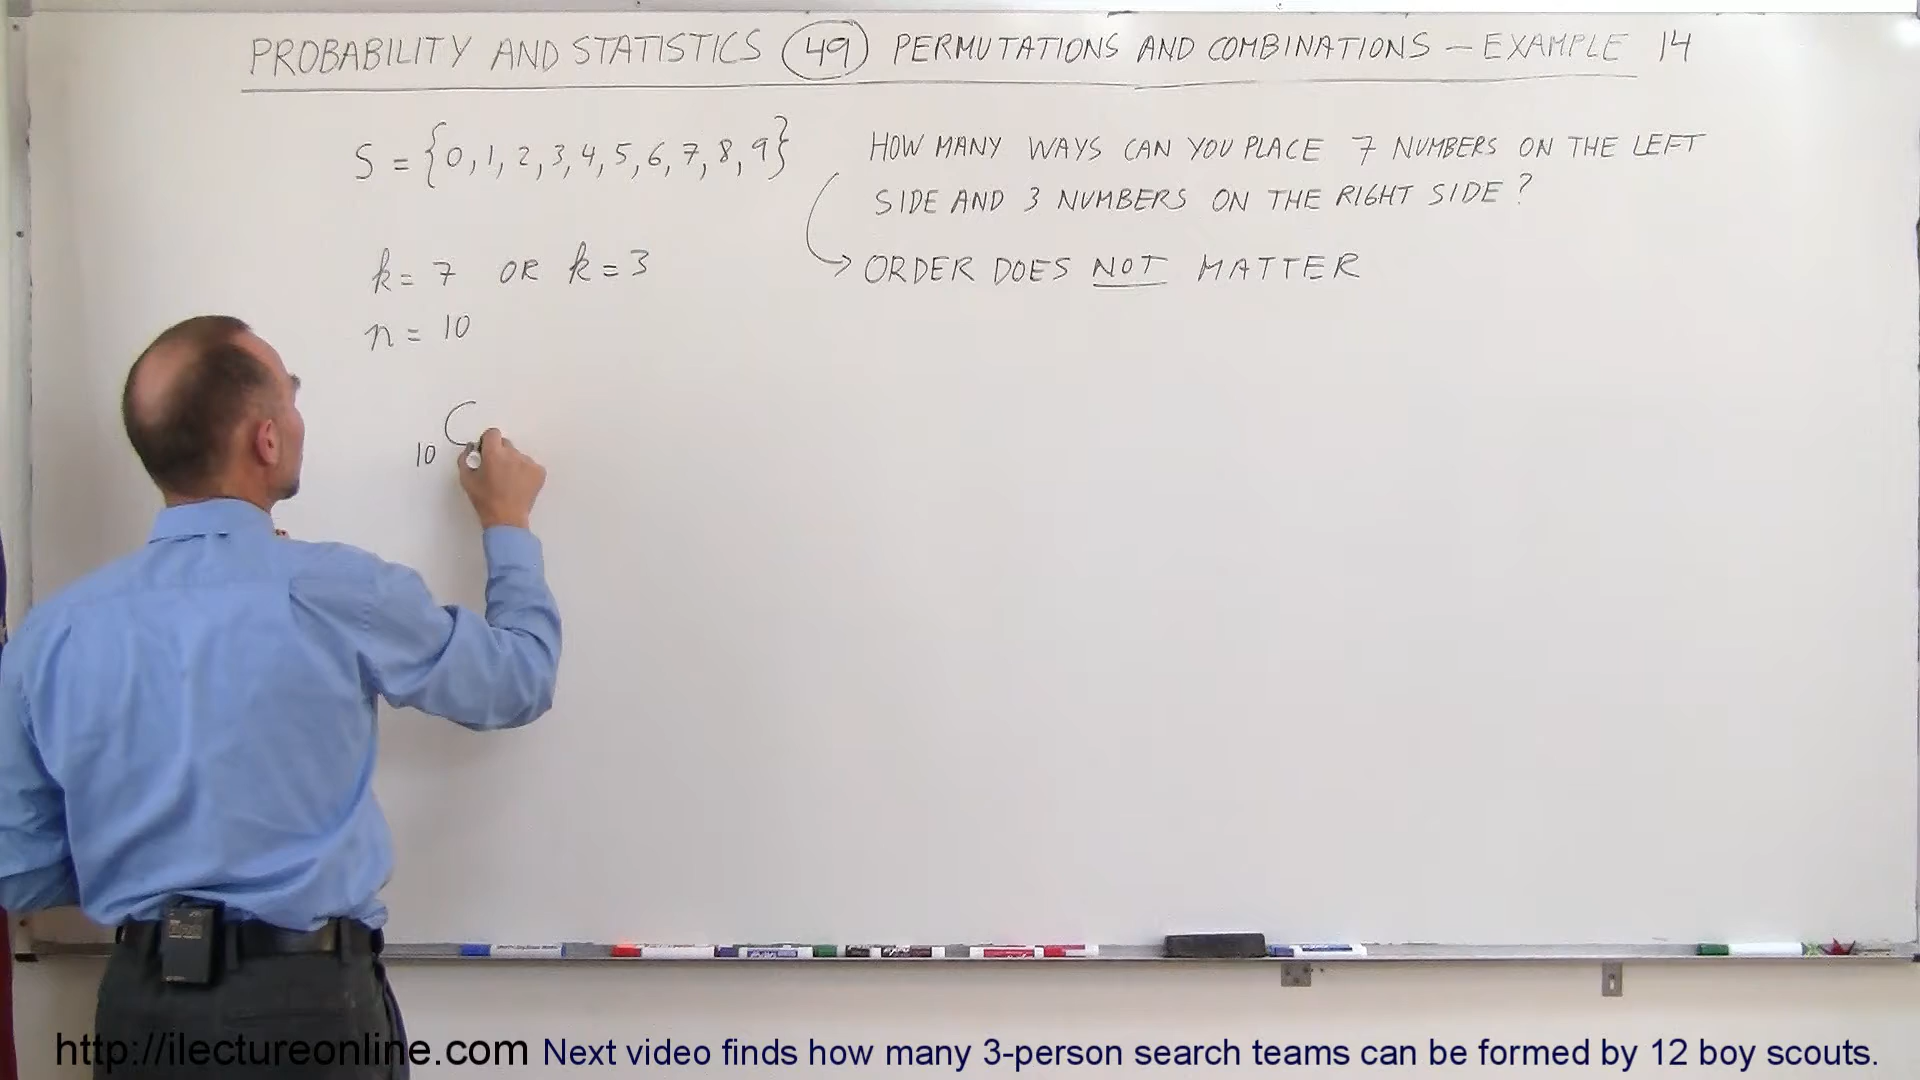 PROBABILITY AND STATISTICS 49 PERMUTATIONS AND COMBINATIONS — EXAMPLE 14
S = {0, 1, 2, 3, 4, 5, 6, 7, 8, 9}
HOW MANY WAYS CAN YOU PLACE 7 NUMBERS ON THE LEFT
SIDE AND 3 NUMBERS ON THE RIGHT SIDE?
ORDER DOES NOT MATTER
k = 7 OR k = 3
n = 10
10 C
http://ilectureonline.com Next video finds how many 3-person search teams can be formed by 12 boy scouts.